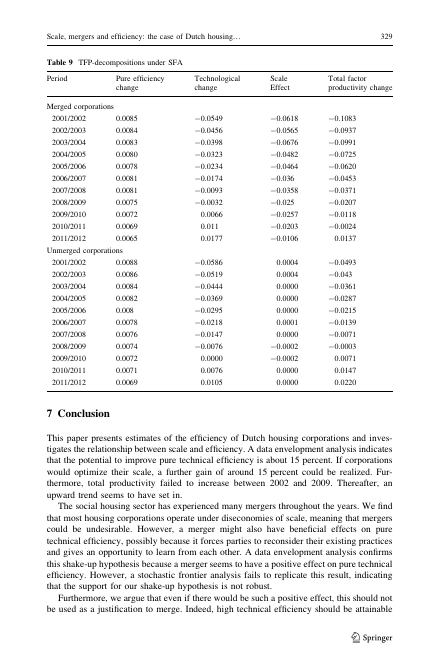 Scale, mergers and efficiency: the case of Dutch housing… 329
Table 9 TFP-decompositions under SFA
Period Pure efficiency change Technological change Scale Effect Total factor productivity change
Merged corporations
2001/2002 0.0085 −0.0549 −0.0618 −0.1083
2002/2003 0.0084 −0.0456 −0.0565 −0.0937
2003/2004 0.0083 −0.0398 −0.0676 −0.0991
2004/2005 0.0080 −0.0323 −0.0482 −0.0725
2005/2006 0.0078 −0.0234 −0.0464 −0.0620
2006/2007 0.0081 −0.0174 −0.036 −0.0453
2007/2008 0.0081 −0.0093 −0.0358 −0.0371
2008/2009 0.0075 −0.0032 −0.025 −0.0207
2009/2010 0.0072 0.0066 −0.0257 −0.0118
2010/2011 0.0069 0.011 −0.0203 −0.0024
2011/2012 0.0065 0.0177 −0.0106 0.0137
Unmerged corporations
2001/2002 0.0088 −0.0586 0.0004 −0.0493
2002/2003 0.0086 −0.0519 0.0004 −0.043
2003/2004 0.0084 −0.0444 0.0000 −0.0361
2004/2005 0.0082 −0.0369 0.0000 −0.0287
2005/2006 0.008 −0.0295 0.0000 −0.0215
2006/2007 0.0078 −0.0218 0.0001 −0.0139
2007/2008 0.0076 −0.0147 0.0000 −0.0071
2008/2009 0.0074 −0.0076 −0.0002 −0.0003
2009/2010 0.0072 0.0000 −0.0002 0.0071
2010/2011 0.0071 0.0076 0.0000 0.0147
2011/2012 0.0069 0.0105 0.0000 0.0220
7 Conclusion
This paper presents estimates of the efficiency of Dutch housing corporations and inves-
tigates the relationship between scale and efficiency. A data envelopment analysis indicates
that the potential to improve pure technical efficiency is about 15 percent. If corporations
would optimize their scale, a further gain of around 15 percent could be realized. Fur-
thermore, total productivity failed to increase between 2002 and 2009. Thereafter, an
upward trend seems to have set in.
The social housing sector has experienced many mergers throughout the years. We find
that most housing corporations operate under diseconomies of scale, meaning that mergers
could be undesirable. However, a merger might also have beneficial effects on pure
technical efficiency, possibly because it forces parties to reconsider their existing practices
and gives an opportunity to learn from each other. A data envelopment analysis confirms
this shake-up hypothesis because a merger seems to have a positive effect on pure technical
efficiency. However, a stochastic frontier analysis fails to replicate this result, indicating
that the support for our shake-up hypothesis is not robust.
Furthermore, we argue that even if there would be such a positive effect, this should not
be used as a justification to merge. Indeed, high technical efficiency should be attainable
Springer